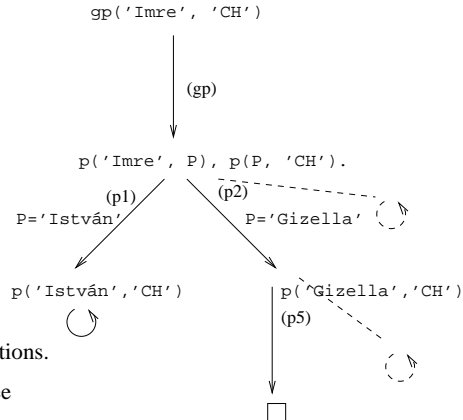 gp('Imre', 'CH')
(gp)
p('Imre', P), p(P, 'CH').
(p1) (p2)
P='István' P='Gizella'
p('István','CH') p('Gizella','CH')
(p5)
tions.
e